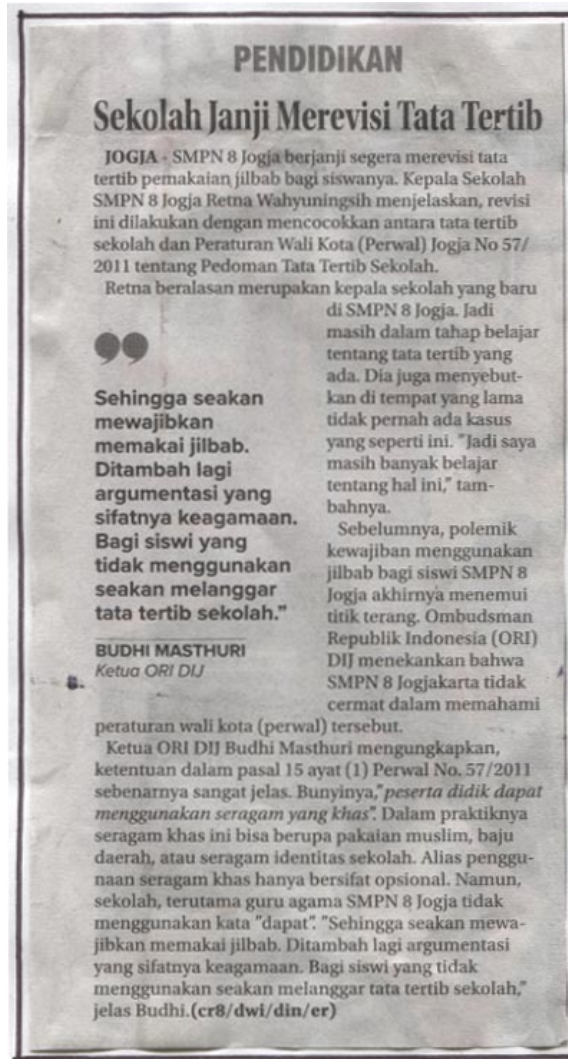 PENDIDIKAN
Sekolah Janji Merevisi Tata Tertib
JOGJA - SMPN 8 Jogja berjanji segera merevisi tata
tertib pemakaian jilbab bagi siswanya. Kepala Sekolah
SMPN 8 Jogja Retna Wahyuningsih menjelaskan, revisi
ini dilakukan dengan mencocokkan antara tata tertib
sekolah dan Peraturan Wali Kota (Perwal) Jogja No 57/
2011 tentang Pedoman Tata Tertib Sekolah.
Retna beralasan merupakan kepala sekolah yang baru
di SMPN 8 Jogja. Jadi
masih dalam tahap belajar
tentang tata tertib yang
ada. Dia juga menyebut-
kan di tempat yang lama
tidak pernah ada kasus
yang seperti ini. "Jadi saya
masih banyak belajar
tentang hal ini," tam-
bahnya.
Sebelumnya, polemik
kewajiban menggunakan
jilbab bagi siswi SMPN 8
Jogja akhirnya menemui
titik terang. Ombudsman
Republik Indonesia (ORI)
DIJ menekankan bahwa
SMPN 8 Jogjakarta tidak
cermat dalam memahami
peraturan wali kota (perwal) tersebut.
Ketua ORI DIJ Budhi Masthuri mengungkapkan,
ketentuan dalam pasal 15 ayat (1) Perwal No. 57/2011
sebenarnya sangat jelas. Bunyinya,"peserta didik dapat
menggunakan seragam yang khas". Dalam praktiknya
seragam khas ini bisa berupa pakaian muslim, baju
daerah, atau seragam identitas sekolah. Alias penggu-
naan seragam khas hanya bersifat opsional. Namun,
sekolah, terutama guru agama SMPN 8 Jogja tidak
menggunakan kata "dapat". "Sehingga seakan mewa-
jibkan memakai jilbab. Ditambah lagi argumentasi
yang sifatnya keagamaan. Bagi siswi yang tidak
menggunakan seakan melanggar tata tertib sekolah,"
jelas Budhi.(cr8/dwi/din/er)
"
Sehingga seakan
mewajibkan
memakai jilbab.
Ditambah lagi
argumentasi yang
sifatnya keagamaan.
Bagi siswi yang
tidak menggunakan
seakan melanggar
tata tertib sekolah."
BUDHI MASTHURI
Ketua ORI DIJ